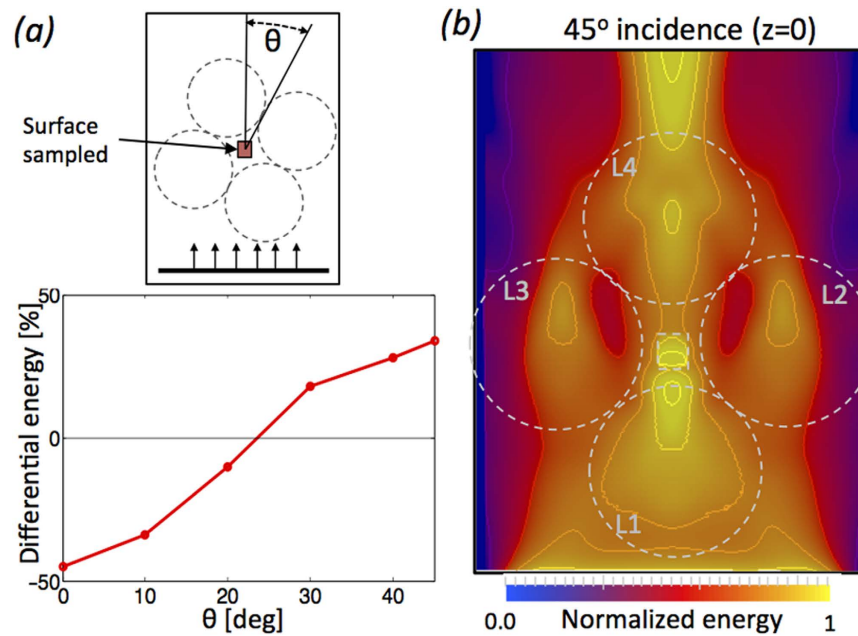 (a)
θ
Surface
sampled
Differential energy [%]
50
0
−50
0
10
20
30
40
θ [deg]
(b)
45° incidence (z=0)
L4
L3
L2
L1
0.0
Normalized energy
1